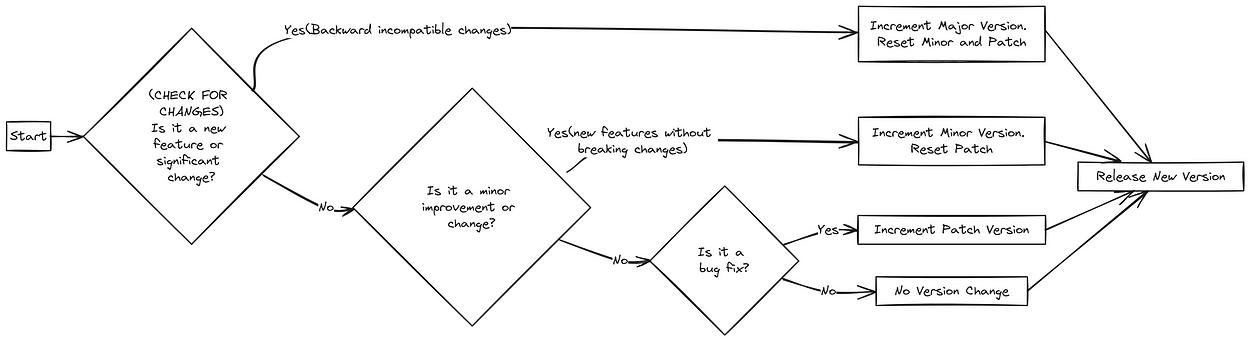 Start
(CHECK FOR
CHANGES)
Is it a new
feature or
significant
change?
Yes(Backward incompatible changes)
Increment Major Version.
Reset Minor and Patch
No
Is it a minor
improvement or
change?
Yes(new features without
breaking changes)
Increment Minor Version.
Reset Patch
No
Is it a
bug fix?
Yes
Increment Patch Version
No
No Version Change
Release New Version